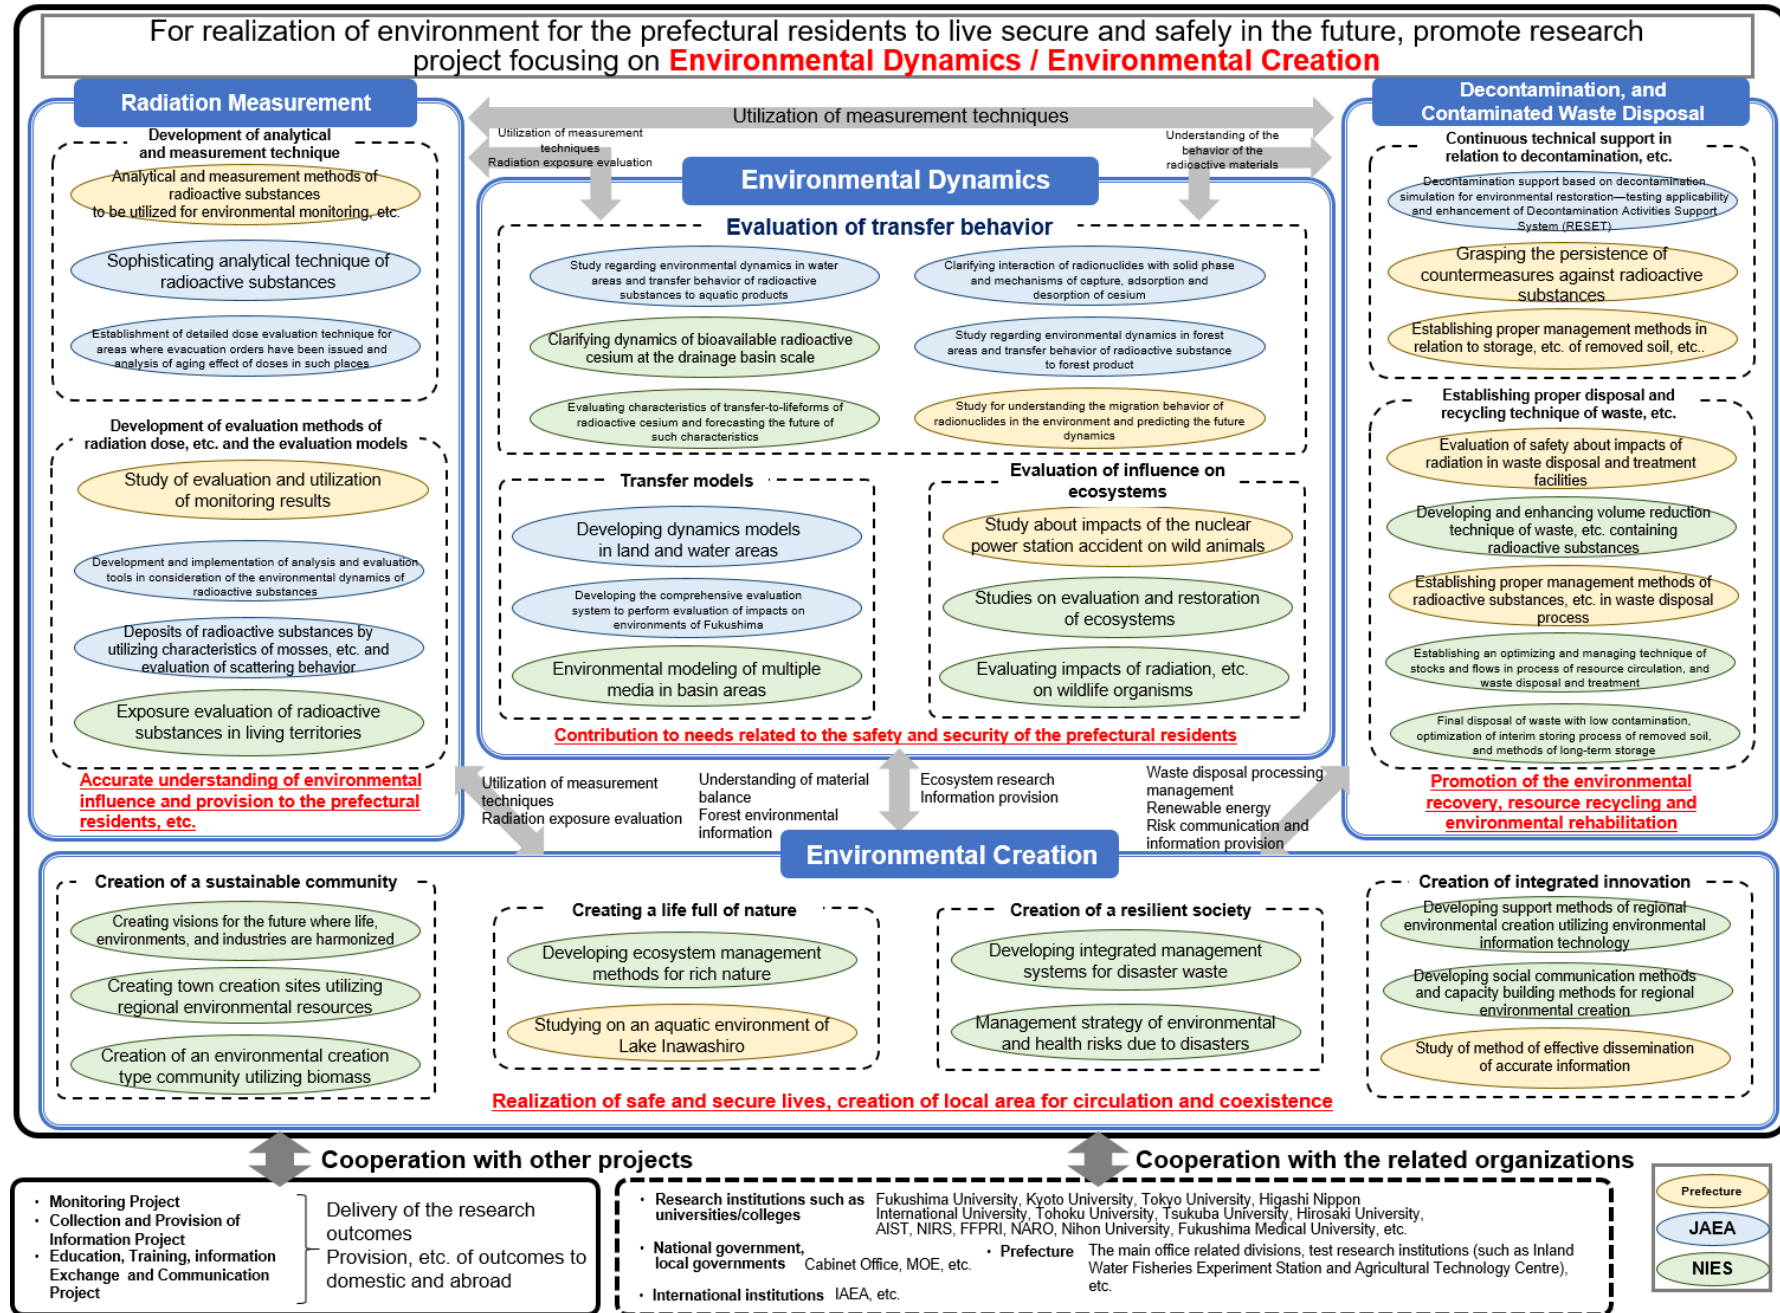 For realization of environment for the prefectural residents to live secure and safely in the future, promote research
project focusing on Environmental Dynamics / Environmental Creation
Radiation Measurement
Development of analytical
and measurement technique
Analytical and measurement methods of
radioactive substances
to be utilized for environmental monitoring, etc.
Sophisticating analytical technique of
radioactive substances
Establishment of detailed dose evaluation technique for
areas where evacuation orders have been issued and
analysis of aging effect of doses in such places
Development of evaluation methods of
radiation dose, etc. and the evaluation models
Study of evaluation and utilization
of monitoring results
Development and implementation of analysis and evaluation
tools in consideration of the environmental dynamics of
radioactive substances
Deposits of radioactive substances by
utilizing characteristics of mosses, etc. and
evaluation of scattering behavior
Exposure evaluation of radioactive
substances in living territories
Accurate understanding of environmental
influence and provision to the prefectural
residents, etc.
Utilization of measurement techniques
Utilization of measurement
techniques
Radiation exposure evaluation
Understanding of the
behavior of the
radioactive materials
Environmental Dynamics
Evaluation of transfer behavior
Study regarding environmental dynamics in water
areas and transfer behavior of radioactive
substances to aquatic products
Clarifying interaction of radionuclides with solid phase
and mechanisms of capture, adsorption and
desorption of cesium
Clarifying dynamics of bioavailable radioactive
cesium at the drainage basin scale
Study regarding environmental dynamics in forest
areas and transfer behavior of radioactive substance
to forest product
Evaluating characteristics of transfer-to-lifeforms of
radioactive cesium and forecasting the future of
such characteristics
Study for understanding the migration behavior of
radionuclides in the environment and predicting the future
dynamics
Transfer models
Developing dynamics models
in land and water areas
Developing the comprehensive evaluation
system to perform evaluation of impacts on
environments of Fukushima
Environmental modeling of multiple
media in basin areas
Evaluation of influence on
ecosystems
Study about impacts of the nuclear
power station accident on wild animals
Studies on evaluation and restoration
of ecosystems
Evaluating impacts of radiation, etc.
on wildlife organisms
Contribution to needs related to the safety and security of the prefectural residents
Decontamination, and
Contaminated Waste Disposal
Continuous technical support in
relation to decontamination, etc.
Decontamination support based on decontamination
simulation for environmental restoration—testing applicability
and enhancement of Decontamination Activities Support
System (RESET)
Grasping the persistence of
countermeasures against radioactive
substances
Establishing proper management methods in
relation to storage, etc. of removed soil, etc..
Establishing proper disposal and
recycling technique of waste, etc.
Evaluation of safety about impacts of
radiation in waste disposal and treatment
facilities
Developing and enhancing volume reduction
technique of waste, etc. containing
radioactive substances
Establishing proper management methods of
radioactive substances, etc. in waste disposal
process
Establishing an optimizing and managing technique of
stocks and flows in process of resource circulation, and
waste disposal and treatment
Final disposal of waste with low contamination,
optimization of interim storing process of removed soil,
and methods of long-term storage
Promotion of the environmental
recovery, resource recycling and
environmental rehabilitation
Utilization of measurement
techniques
Radiation exposure evaluation
Understanding of material
balance
Forest environmental
information
Ecosystem research
Information provision
Waste disposal processing
management
Renewable energy
Risk communication and
information provision
Environmental Creation
Creation of a sustainable community
Creating visions for the future where life,
environments, and industries are harmonized
Creating town creation sites utilizing
regional environmental resources
Creation of an environmental creation
type community utilizing biomass
Creating a life full of nature
Developing ecosystem management
methods for rich nature
Studying on an aquatic environment of
Lake Inawashiro
Creation of a resilient society
Developing integrated management
systems for disaster waste
Management strategy of environmental
and health risks due to disasters
Creation of integrated innovation
Developing support methods of regional
environmental creation utilizing environmental
information technology
Developing social communication methods
and capacity building methods for regional
environmental creation
Study of method of effective dissemination
of accurate information
Realization of safe and secure lives, creation of local area for circulation and coexistence
Cooperation with other projects
・ Monitoring Project
・ Collection and Provision of
Information Project
・ Education, Training, information
Exchange and Communication
Project
Delivery of the research
outcomes
Provision, etc. of outcomes to
domestic and abroad
Cooperation with the related organizations
・ Research institutions such as
universities/colleges
Fukushima University, Kyoto University, Tokyo University, Higashi Nippon
International University, Tohoku University, Tsukuba University, Hirosaki University,
AIST, NIRS, FFPRI, NARO, Nihon University, Fukushima Medical University, etc.
・ National government,
local governments
Cabinet Office, MOE, etc.
・ Prefecture
The main office related divisions, test research institutions (such as Inland
Water Fisheries Experiment Station and Agricultural Technology Centre),
etc.
・ International institutions IAEA, etc.
Prefecture
JAEA
NIES